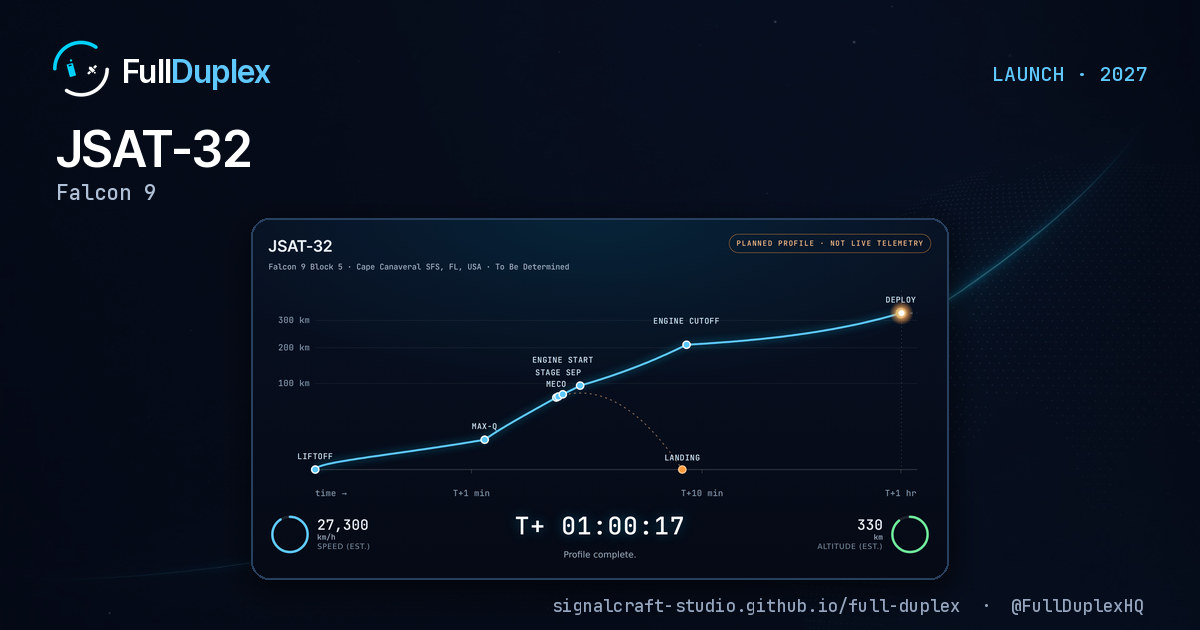 FullDuplex
LAUNCH · 2027
JSAT-32
Falcon 9
JSAT-32
PLANNED PROFILE · NOT LIVE TELEMETRY
Falcon 9 Block 5 · Cape Canaveral SFS, FL, USA · To Be Determined
DEPLOY
300 km
ENGINE CUTOFF
200 km
ENGINE START
STAGE SEP
100 km
MECO
MAX-Q
LIFTOFF
LANDING
time →
T+1 min
T+10 min
T+1 hr
27,300
km/h
SPEED (EST.)
T+ 01:00:17
Profile complete.
330
km
ALTITUDE (EST.)
signalcraft-studio.github.io/full-duplex · @FullDuplexHQ